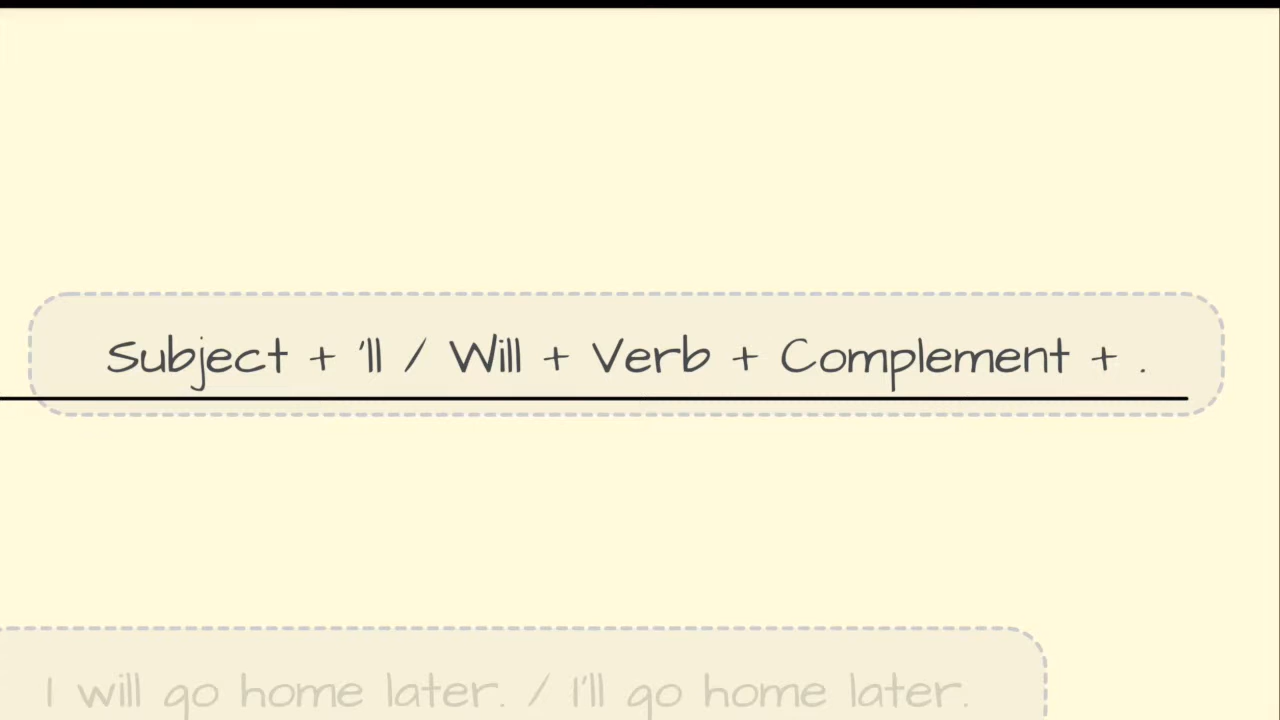 Subject + 'll / Will + Verb + Complement + .
I will go home later. / I'll go home later.